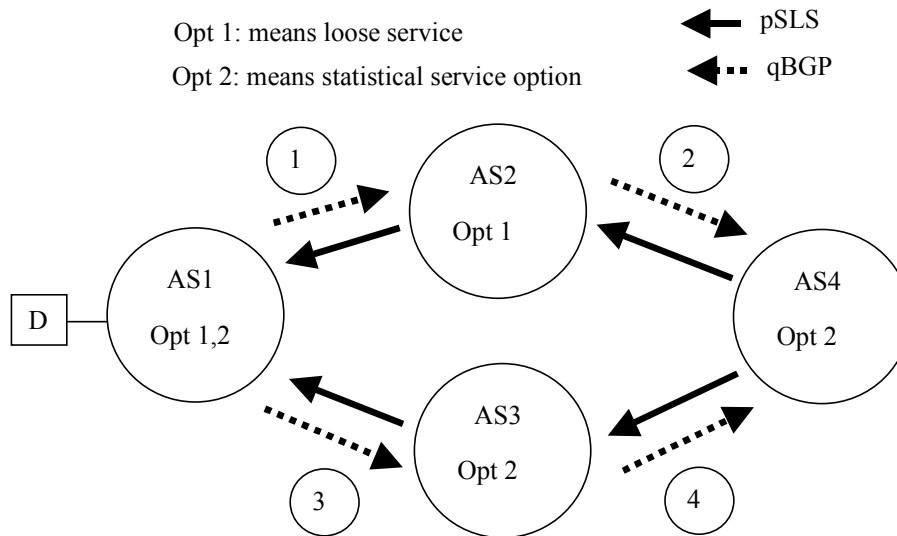 Opt 1: means loose service
Opt 2: means statistical service option
pSLS
qBGP
1
2
AS2
Opt 1
AS1
Opt 1,2
D
AS4
Opt 2
AS3
Opt 2
3
4